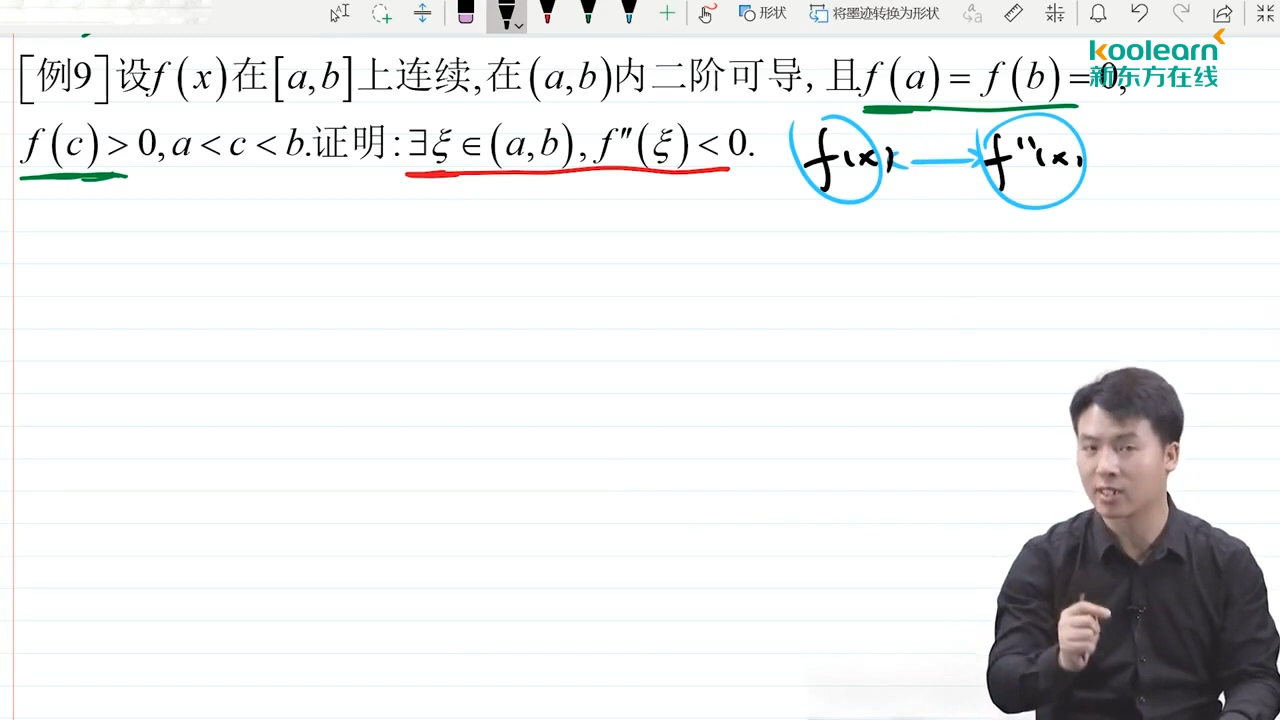 形状
将墨迹转换为形状
koolearn
新东方在线
[例9]设f(x)在[a,b]上连续,在(a,b)内二阶可导,且f(a)=f(b)=0,
f(c)>0,a<c<b.证明:∃ξ∈(a,b),f″(ξ)<0.
f(x) f''(x)